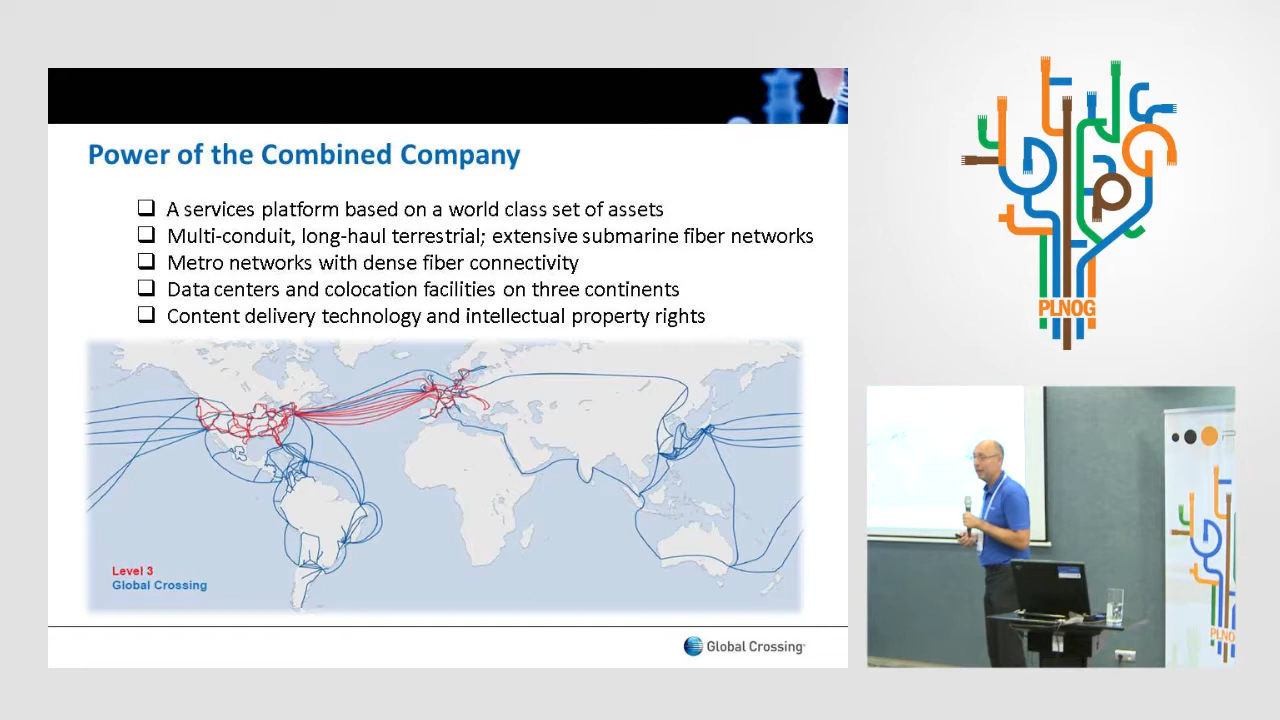 Power of the Combined Company
❑ A services platform based on a world class set of assets
❑ Multi-conduit, long-haul terrestrial; extensive submarine fiber networks
❑ Metro networks with dense fiber connectivity
❑ Data centers and colocation facilities on three continents
❑ Content delivery technology and intellectual property rights
Level 3
Global Crossing
Global Crossing
PLNOG
PLNOG